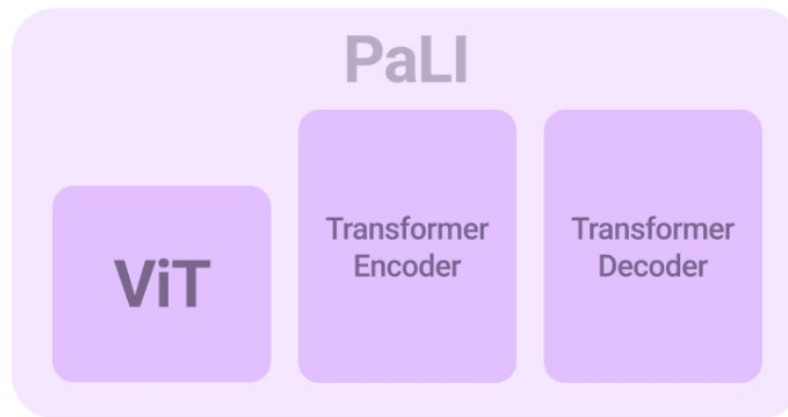 PaLI
ViT
Transformer
Encoder
Transformer
Decoder